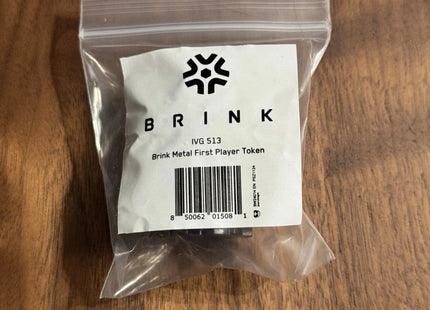 BRINK
IVG 513
Brink Metal First Player Token
8 50062 01508 1